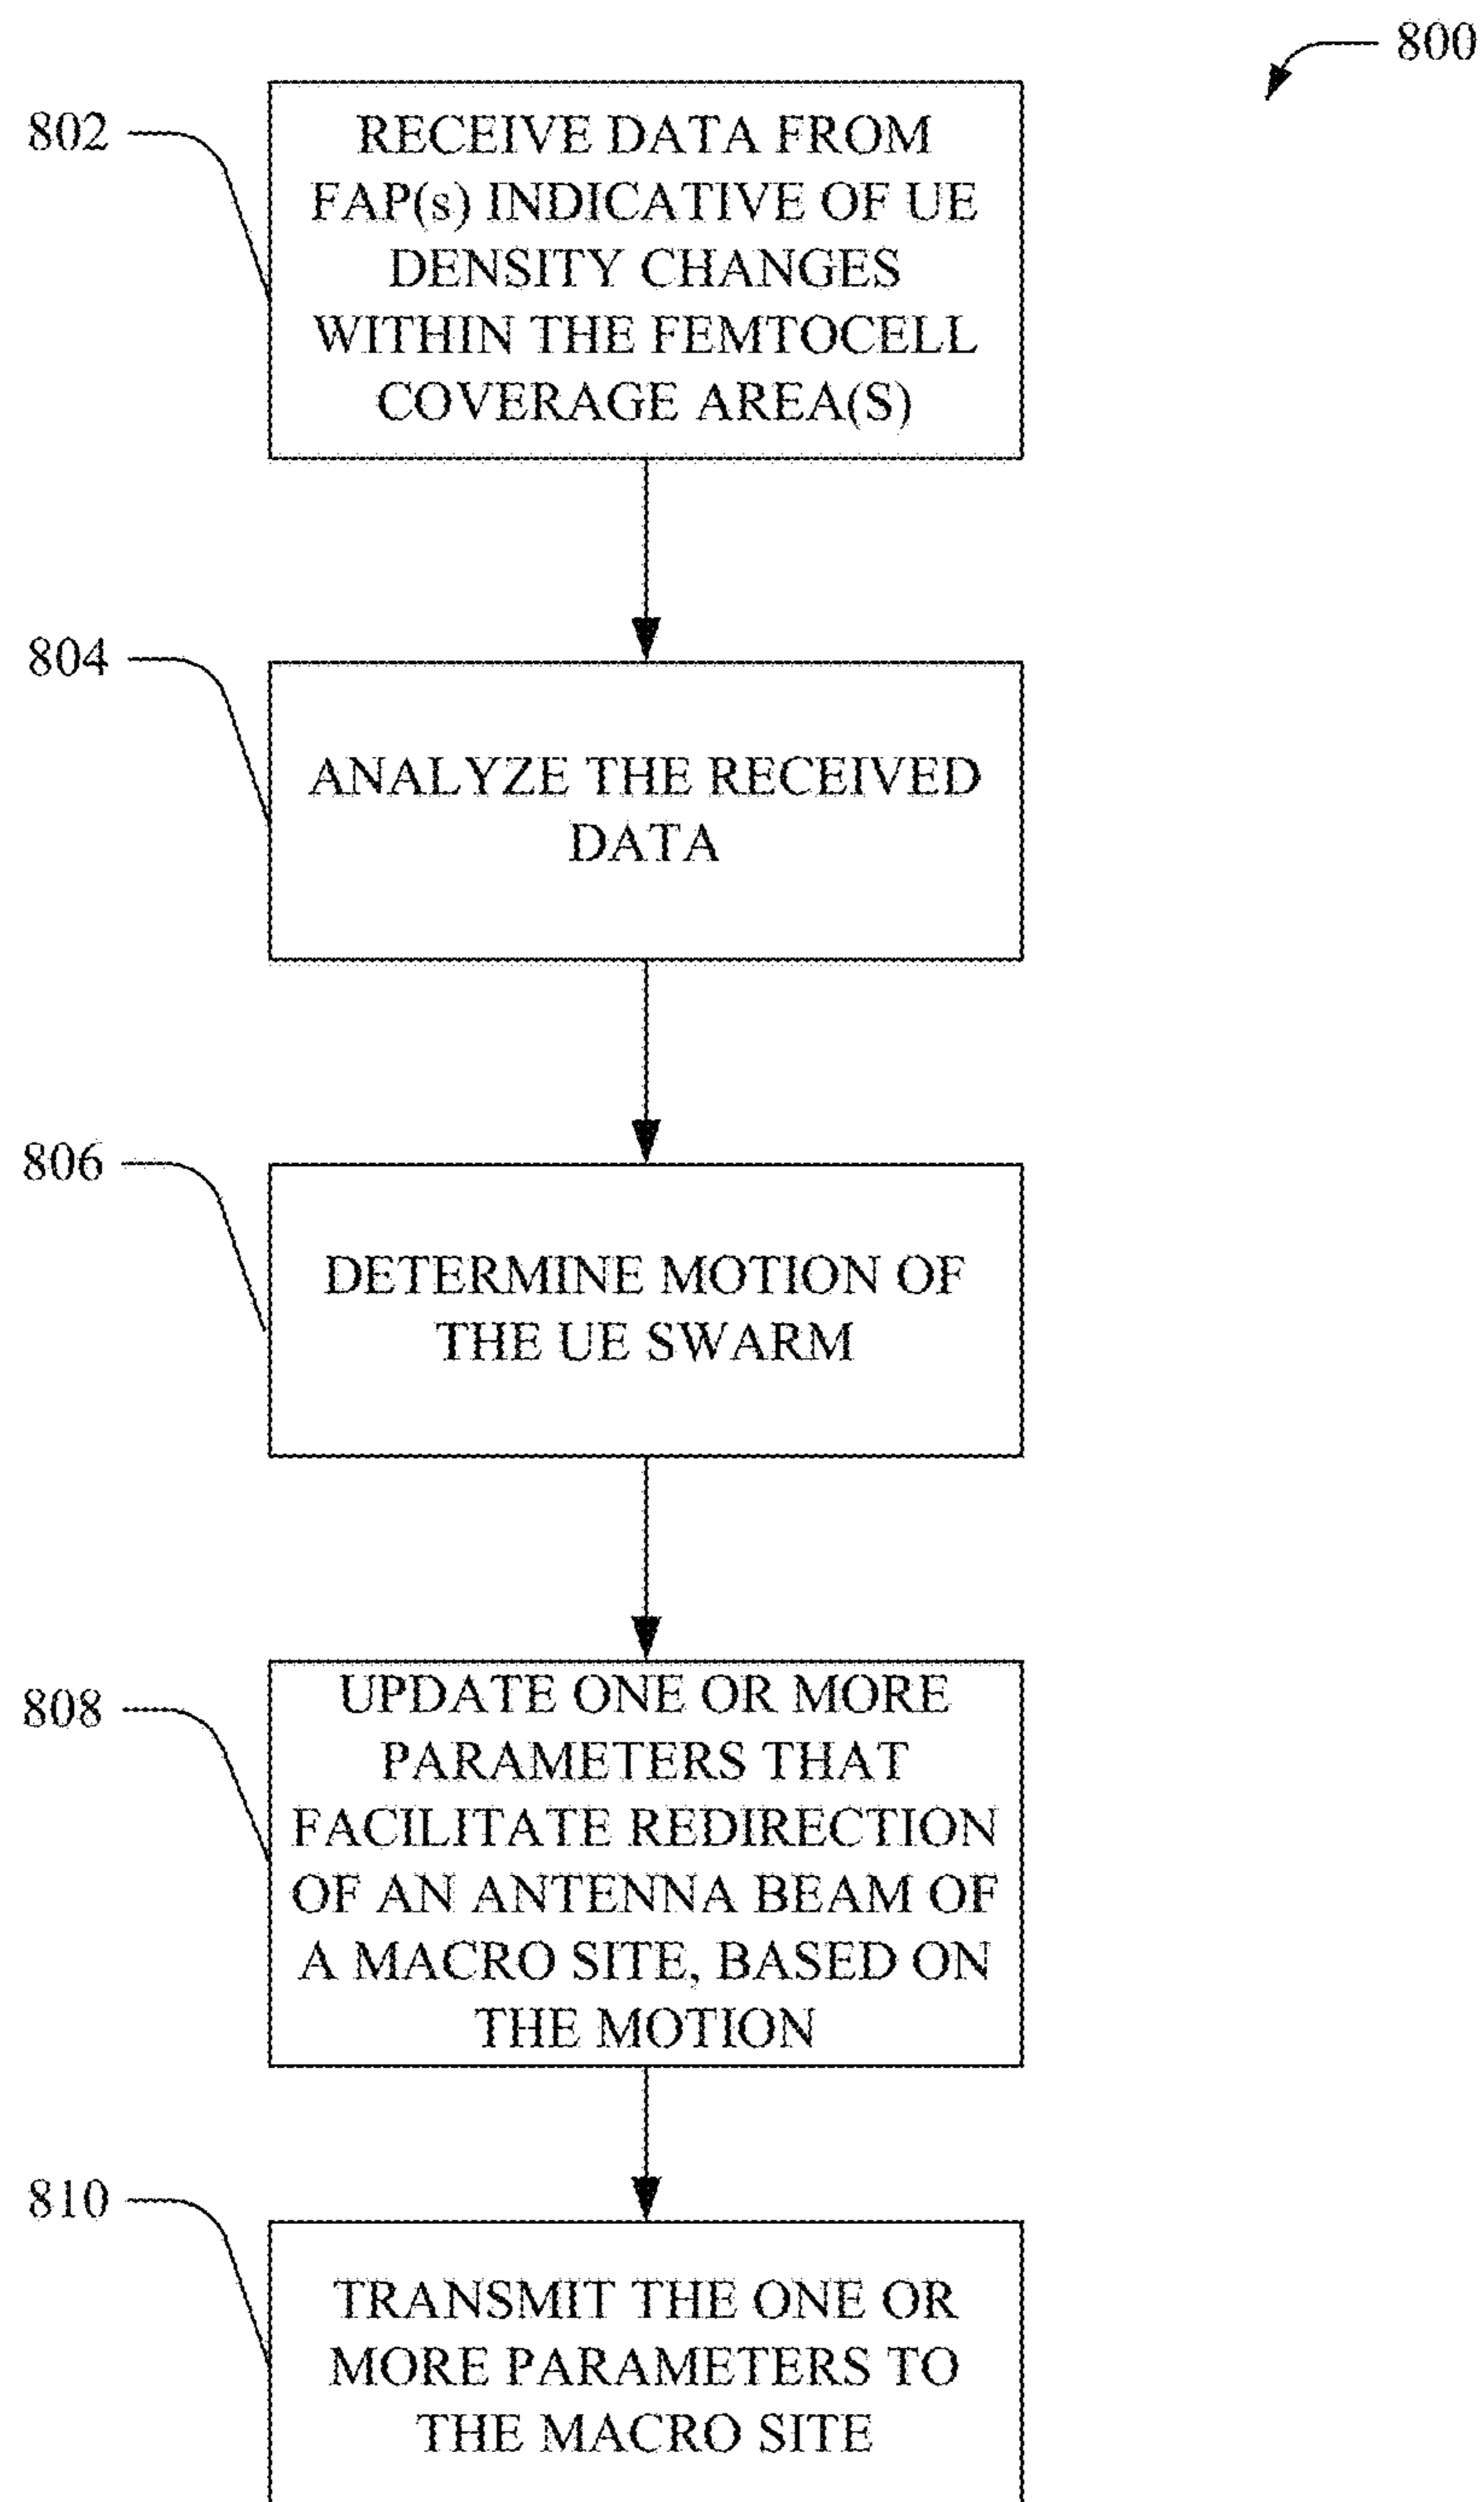 800
802
RECEIVE DATA FROM
FAP(s) INDICATIVE OF UE
DENSITY CHANGES
WITHIN THE FEMTOCELL
COVERAGE AREA(S)
804
ANALYZE THE RECEIVED
DATA
806
DETERMINE MOTION OF
THE UE SWARM
808
UPDATE ONE OR MORE
PARAMETERS THAT
FACILITATE REDIRECTION
OF AN ANTENNA BEAM OF
A MACRO SITE, BASED ON
THE MOTION
810
TRANSMIT THE ONE OR
MORE PARAMETERS TO
THE MACRO SITE